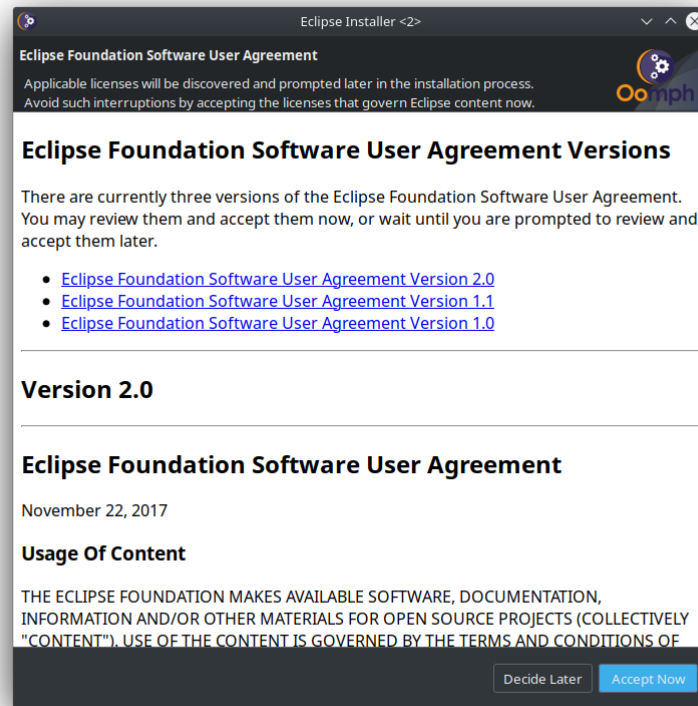 Eclipse Installer <2>
Eclipse Foundation Software User Agreement
Applicable licenses will be discovered and prompted later in the installation process.
Avoid such interruptions by accepting the licenses that govern Eclipse content now.
Oomph
Eclipse Foundation Software User Agreement Versions
There are currently three versions of the Eclipse Foundation Software User Agreement.
You may review them and accept them now, or wait until you are prompted to review and
accept them later.
• Eclipse Foundation Software User Agreement Version 2.0
• Eclipse Foundation Software User Agreement Version 1.1
• Eclipse Foundation Software User Agreement Version 1.0
Version 2.0
Eclipse Foundation Software User Agreement
November 22, 2017
Usage Of Content
THE ECLIPSE FOUNDATION MAKES AVAILABLE SOFTWARE, DOCUMENTATION,
INFORMATION AND/OR OTHER MATERIALS FOR OPEN SOURCE PROJECTS (COLLECTIVELY
"CONTENT"). USE OF THE CONTENT IS GOVERNED BY THE TERMS AND CONDITIONS OF
Decide Later
Accept Now